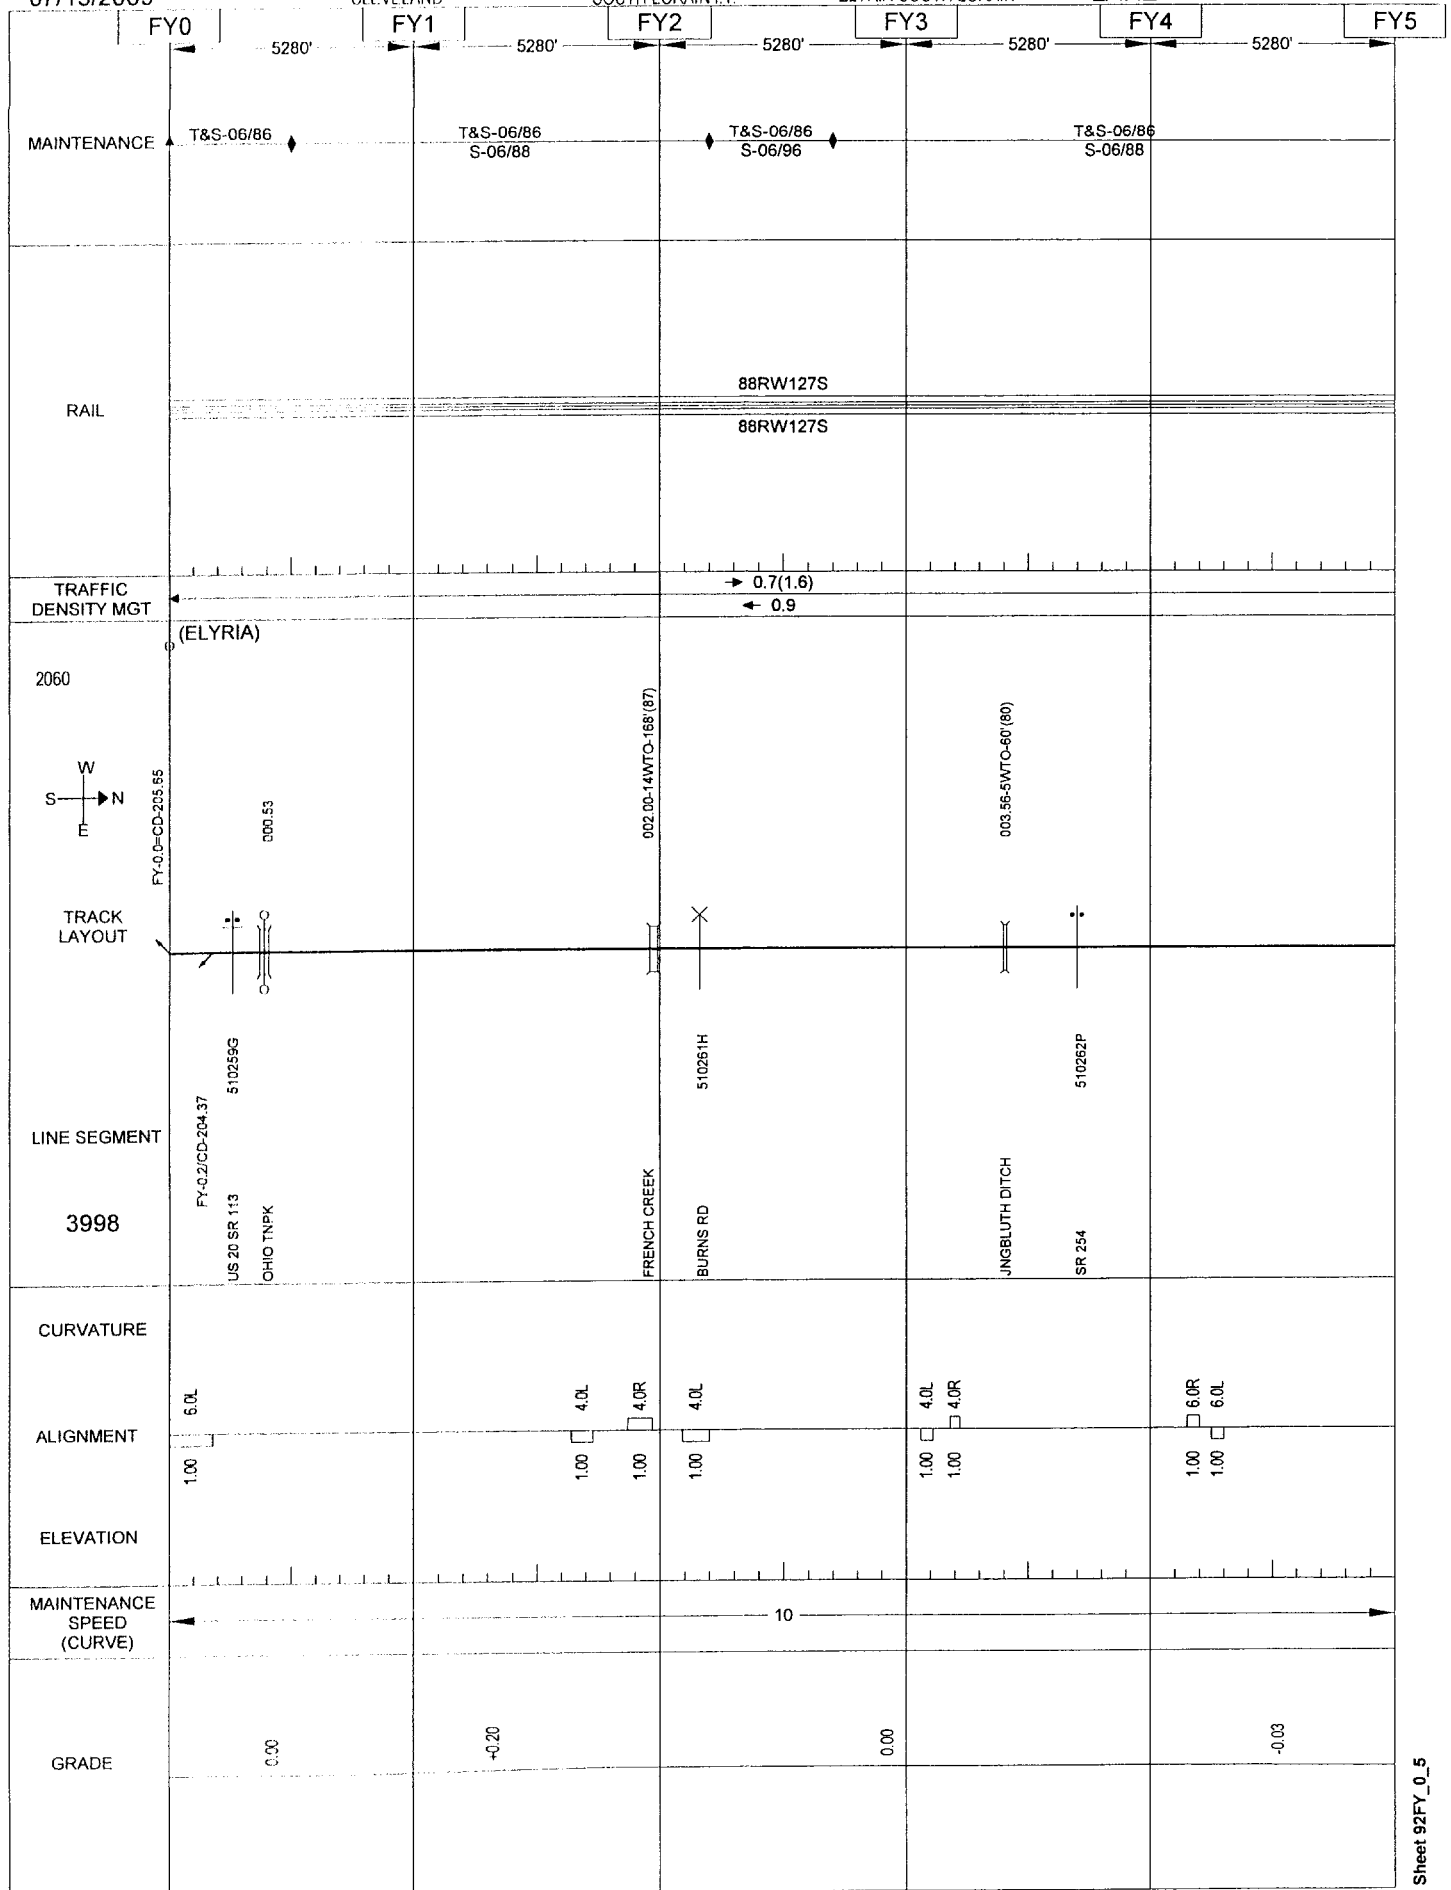 FY0 FY1 FY2 FY3 FY4 FY5
5280' 5280' 5280' 5280' 5280'
MAINTENANCE
T&S-06/86
T&S-06/86
S-06/88
T&S-06/86
S-06/96
T&S-06/86
S-06/88
RAIL
88RW127S
88RW127S
TRAFFIC
DENSITY MGT
0.7(1.6)
0.9
(ELYRIA)
2060
W
S N
E
FY-0.0=CD-205.65
000.53
002.00-14WTO-168'(87)
003.56-5WTO-60'(80)
TRACK
LAYOUT
LINE SEGMENT
3998
FY-0.2/CD-204.37
510259G
US 20 SR 113
OHIO TNPK
FRENCH CREEK
510261H
BURNS RD
JNGBLUTH DITCH
510262P
SR 254
CURVATURE
6.0L 4.0L 4.0R 4.0L 4.0L 4.0R 6.0R 6.0L
ALIGNMENT
1.00 1.00 1.00 1.00 1.00 1.00 1.00 1.00
ELEVATION
MAINTENANCE
SPEED
(CURVE)
10
GRADE
0.00 +0.20 0.00 -0.03
Sheet 92FY_0_5